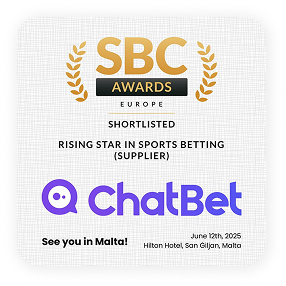 SBC
AWARDS
EUROPE
SHORTLISTED
RISING STAR IN SPORTS BETTING
(SUPPLIER)
ChatBet
See you in Malta!
June 12th, 2025
Hilton Hotel, San Giljan, Malta